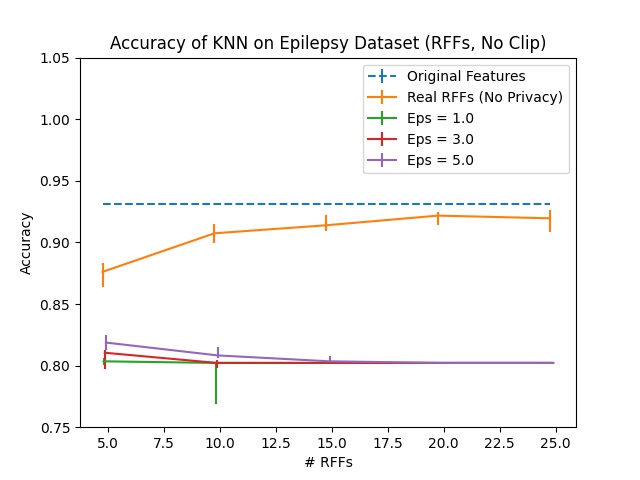 Accuracy of KNN on Epilepsy Dataset (RFFs, No Clip)
1.05
1.00
0.95
0.90
0.85
0.80
0.75
Accuracy
Original Features
Real RFFs (No Privacy)
Eps = 1.0
Eps = 3.0
Eps = 5.0
5.0 7.5 10.0 12.5 15.0 17.5 20.0 22.5 25.0
# RFFs